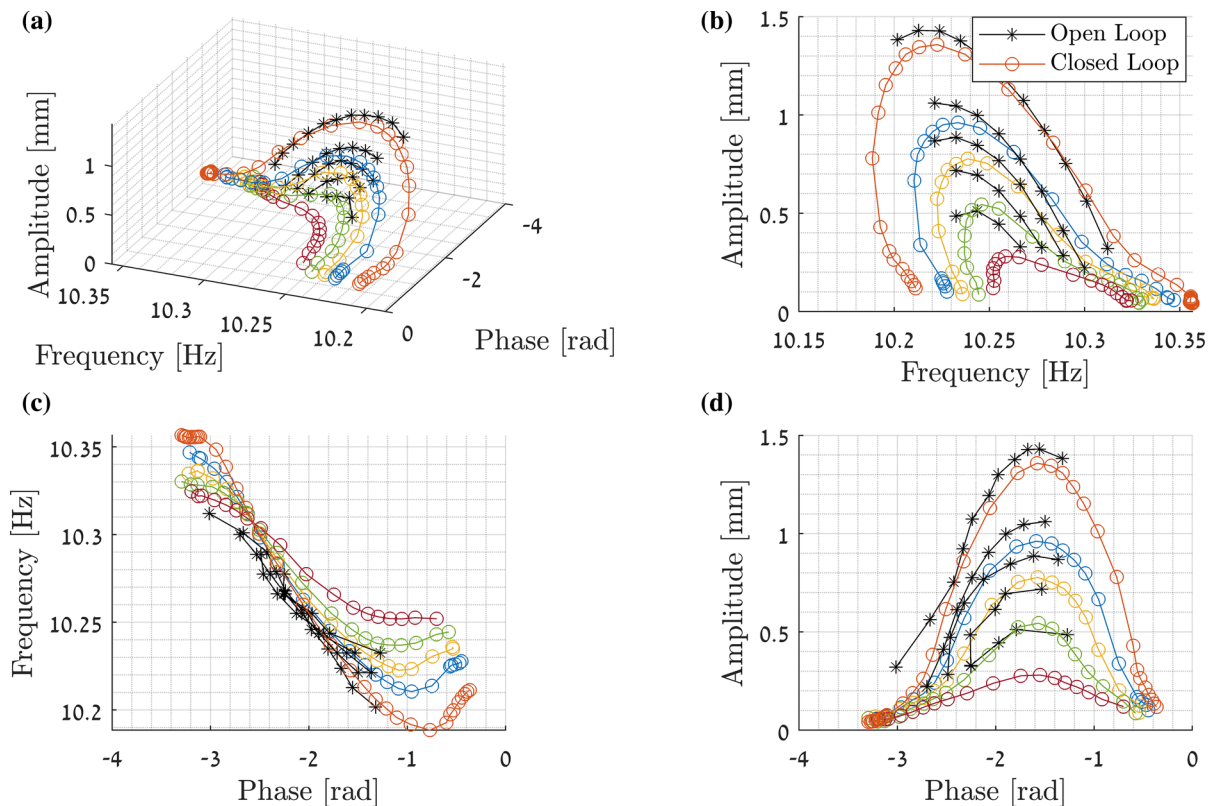 (a)
Amplitude [mm]
1
0.5
0
10.35
10.3
10.25
10.2
Frequency [Hz]
0
-2
-4
Phase [rad]
(b)
Open Loop
Closed Loop
Amplitude [mm]
1.5
1
0.5
0
10.15
10.2
10.25
10.3
10.35
Frequency [Hz]
(c)
Frequency [Hz]
10.35
10.3
10.25
10.2
-4
-3
-2
-1
0
Phase [rad]
(d)
Amplitude [mm]
1.5
1
0.5
0
-4
-3
-2
-1
0
Phase [rad]